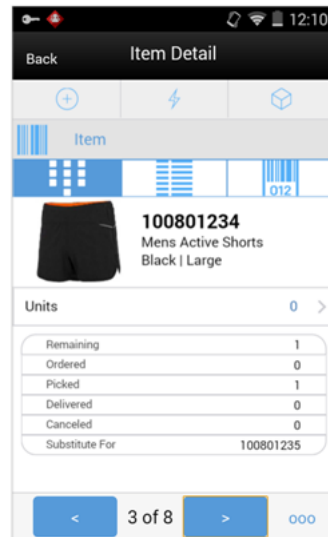 12:10
Back Item Detail
Item
012
100801234
Mens Active Shorts
Black | Large
Units 0 >
Remaining 1
Ordered 0
Picked 1
Delivered 0
Canceled 0
Substitute For 100801235
< 3 of 8 > ooo